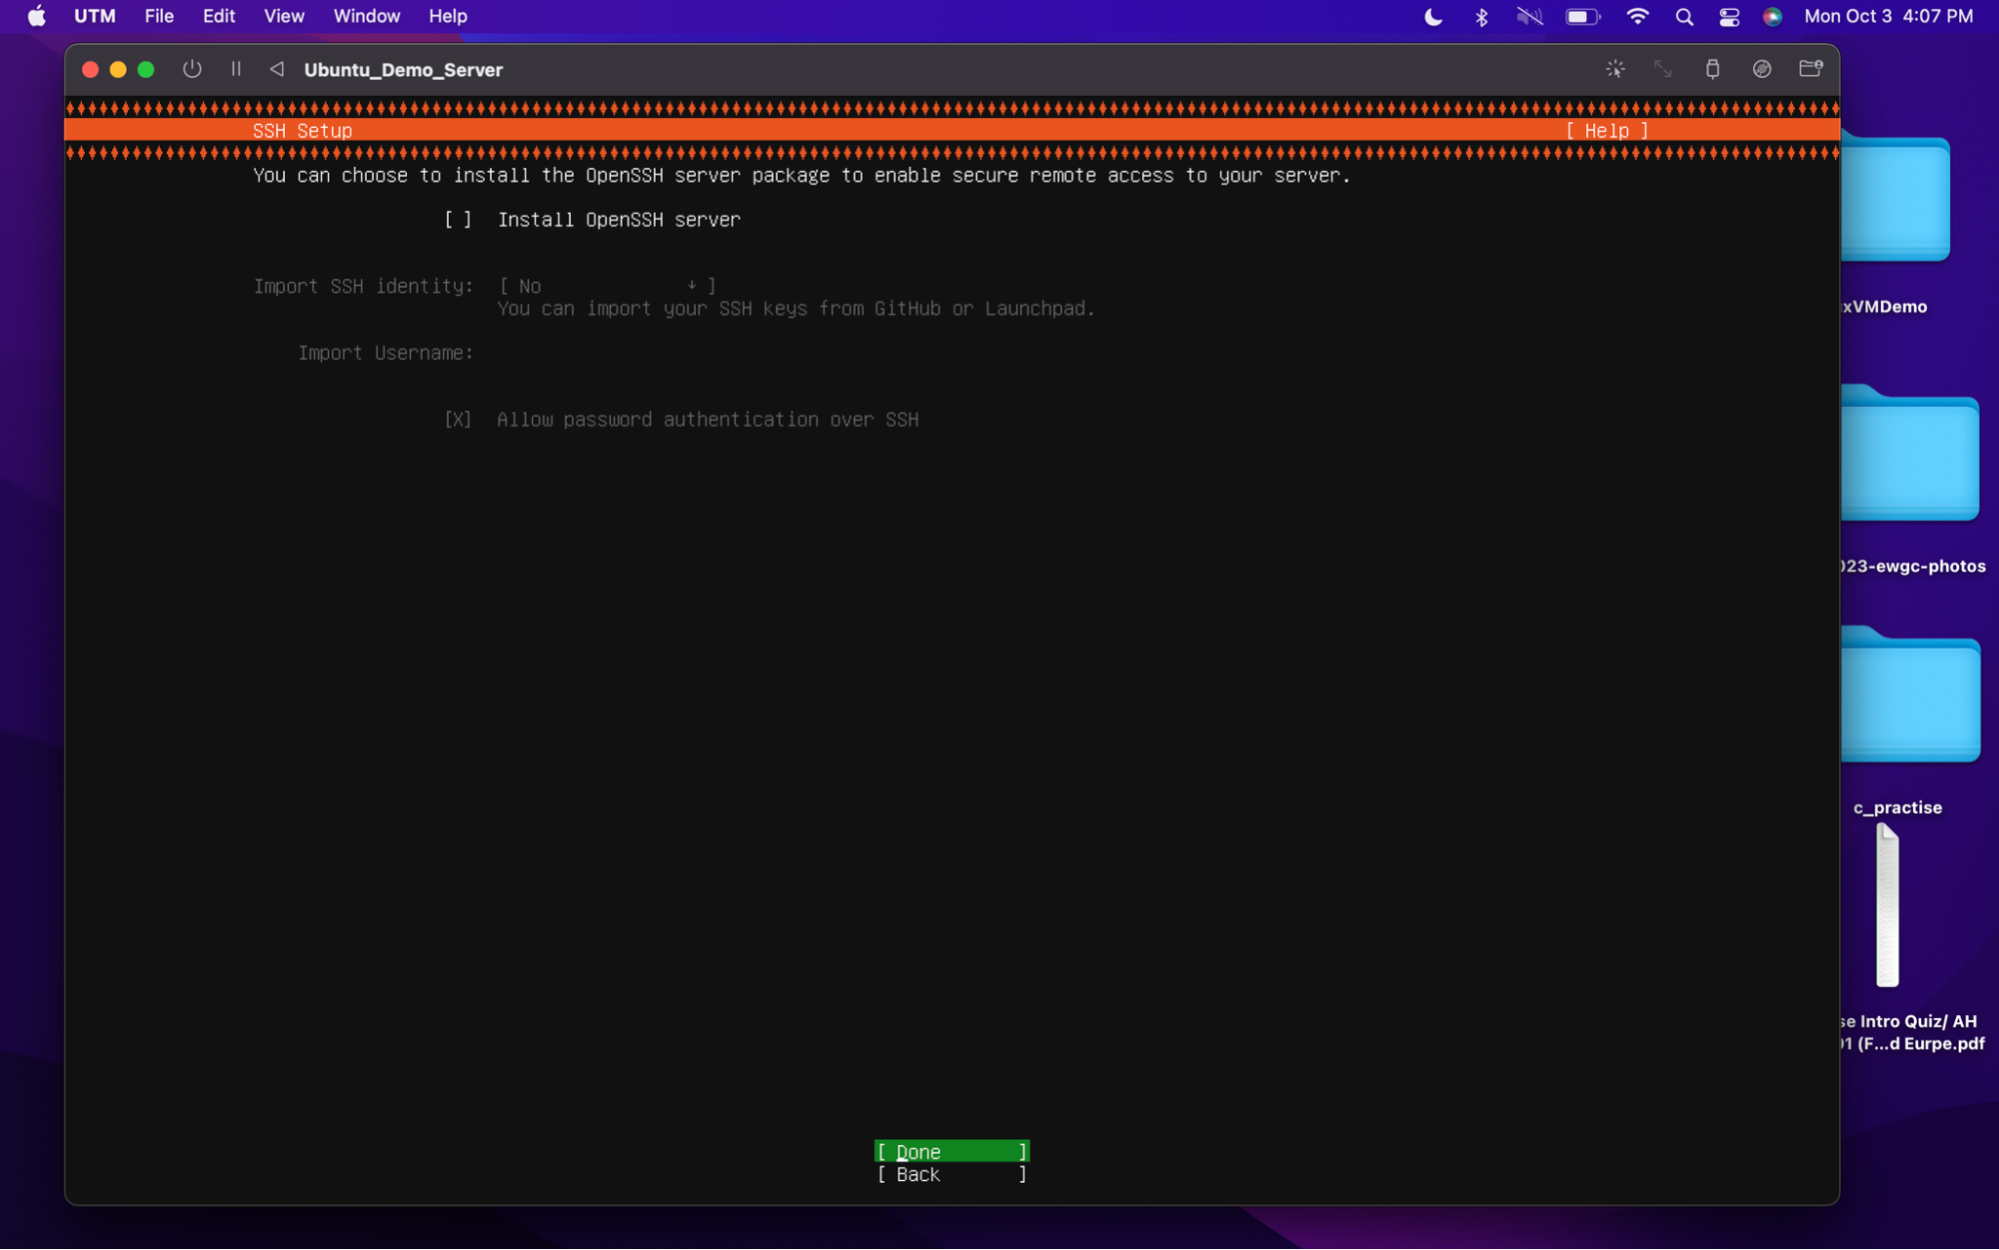 UTM File Edit View Window Help Mon Oct 3 4:07 PM
Ubuntu_Demo_Server
SSH Setup [ Help ]
You can choose to install the OpenSSH server package to enable secure remote access to your server.
[ ] Install OpenSSH server
Import SSH identity: [ No ↓ ]
You can import your SSH keys from GitHub or Launchpad.
Import Username:
[X] Allow password authentication over SSH
[ Done ]
[ Back ]
xVMDemo
023-ewgc-photos
c_practise
se Intro Quiz/ AH
01 (F...d Eurpe.pdf